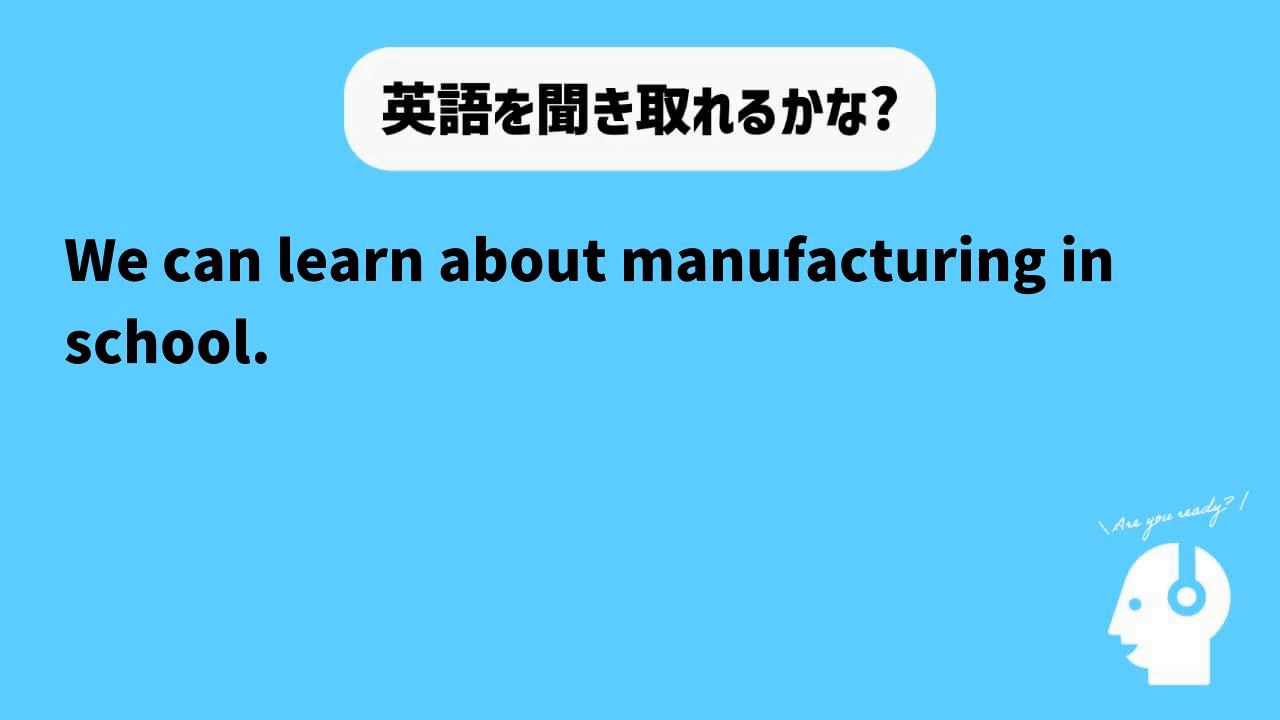 英語を聞き取れるかな?
We can learn about manufacturing in
school.
\ Are you ready? /